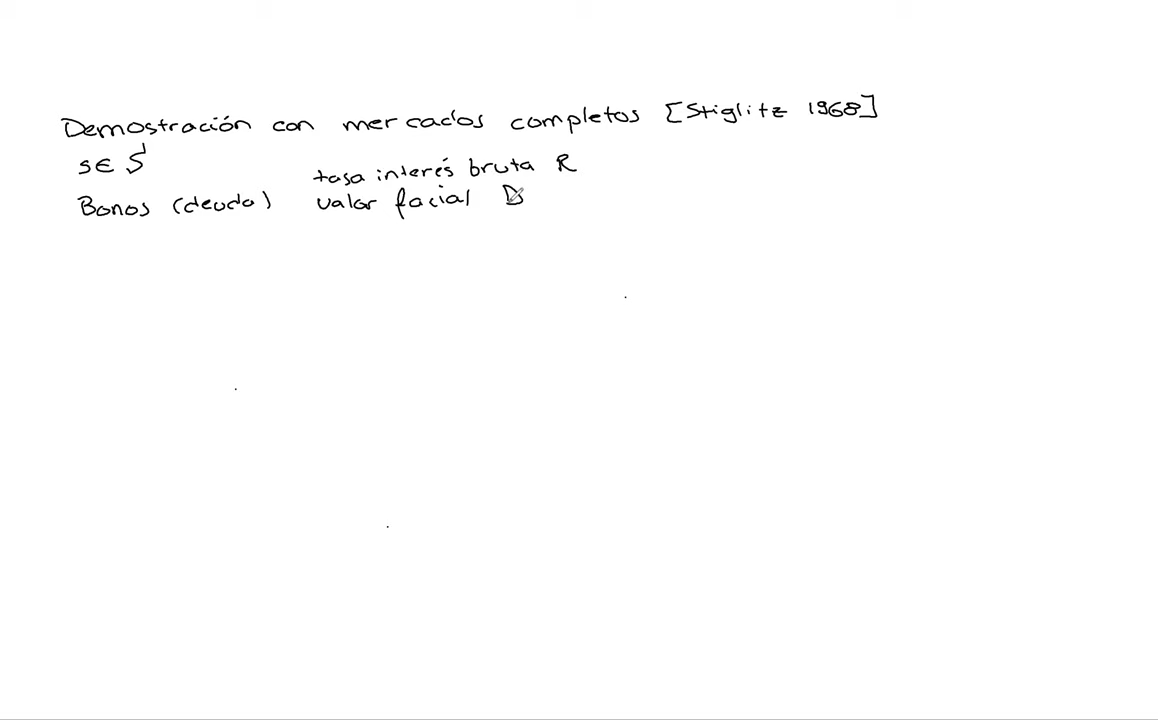 Demostración con mercados completos [Stiglitz 1968]
s∈ S
tasa interés bruta R
Bonos (deuda) valor facial D